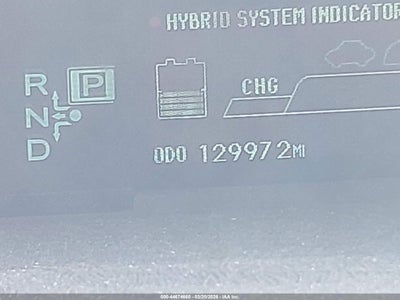 HYBRID SYSTEM INDICATOR
R P
N
D
CHG
ODO 129972MI